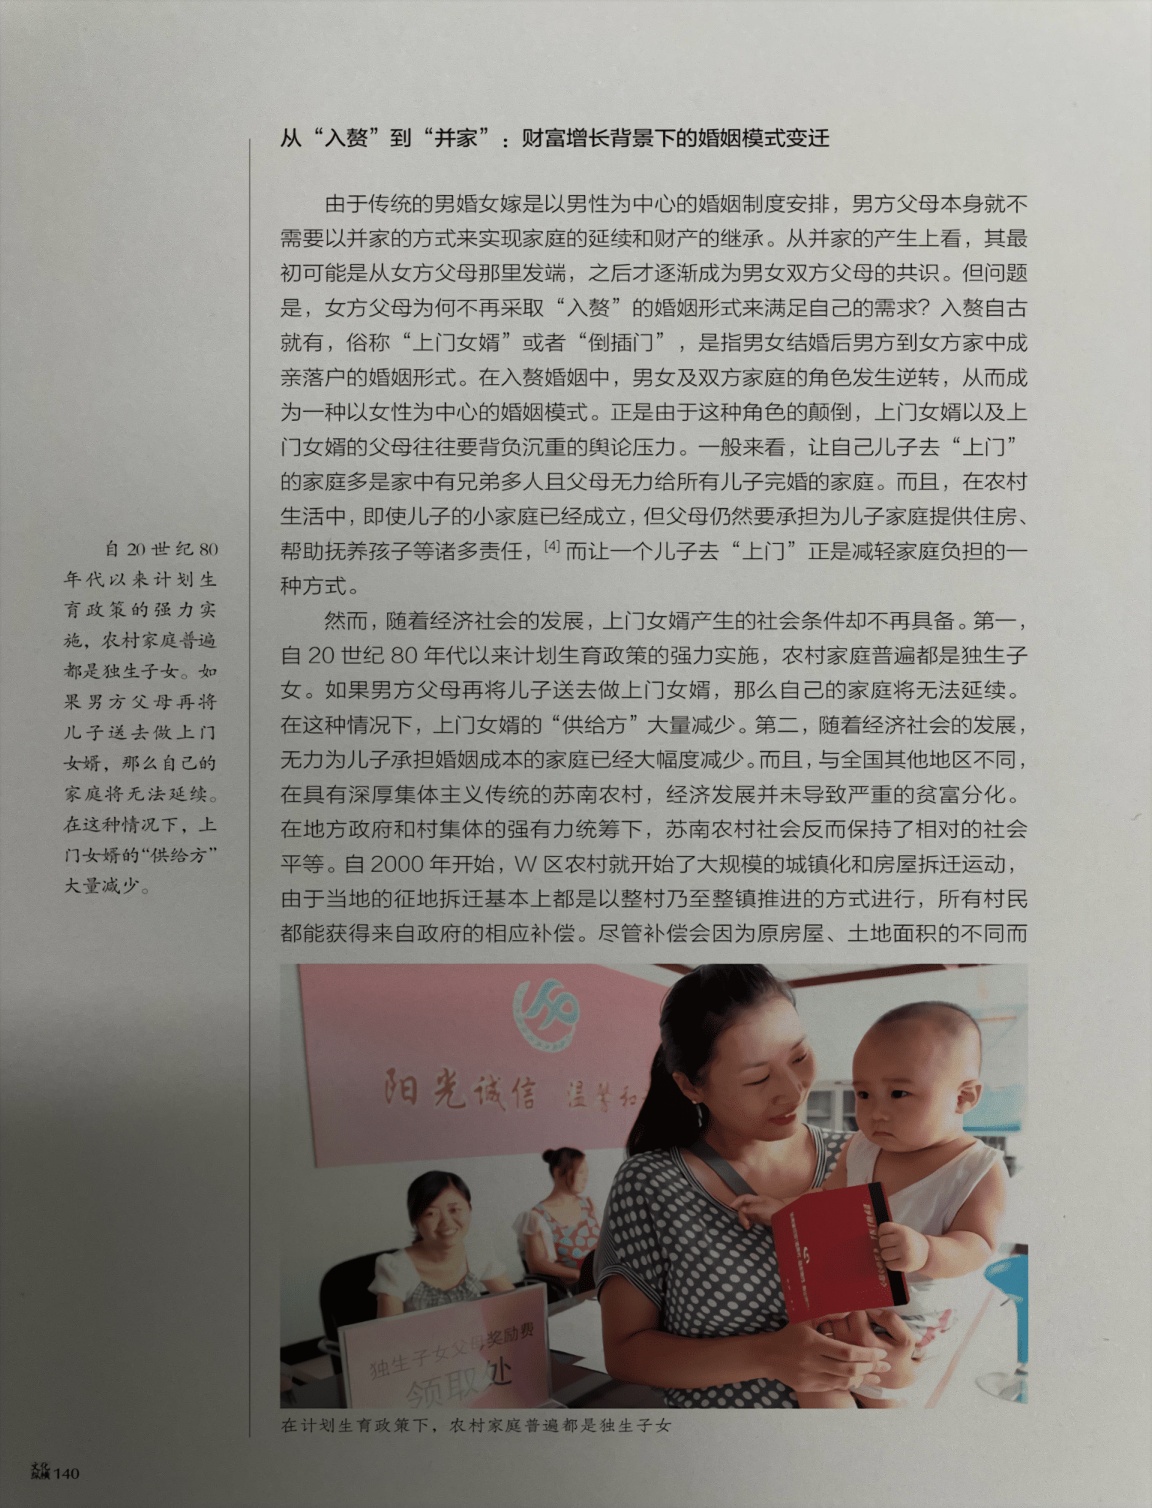 从“入赘”到“并家”：财富增长背景下的婚姻模式变迁
由于传统的男婚女嫁是以男性为中心的婚姻制度安排，男方父母本身就不
需要以并家的方式来实现家庭的延续和财产的继承。从并家的产生上看，其最
初可能是从女方父母那里发端，之后才逐渐成为男女双方父母的共识。但问题
是，女方父母为何不再采取“入赘”的婚姻形式来满足自己的需求？入赘自古
就有，俗称“上门女婿”或者“倒插门”，是指男女结婚后男方到女方家中成
亲落户的婚姻形式。在入赘婚姻中，男女及双方家庭的角色发生逆转，从而成
为一种以女性为中心的婚姻模式。正是由于这种角色的颠倒，上门女婿以及上
门女婿的父母往往要背负沉重的舆论压力。一般来看，让自己儿子去“上门”
的家庭多是家中有兄弟多人且父母无力给所有儿子完婚的家庭。而且，在农村
生活中，即使儿子的小家庭已经成立，但父母仍然要承担为儿子家庭提供住房、
帮助抚养孩子等诸多责任，[4]而让一个儿子去“上门”正是减轻家庭负担的一
种方式。
然而，随着经济社会的发展，上门女婿产生的社会条件却不再具备。第一，
自20世纪80年代以来计划生育政策的强力实施，农村家庭普遍都是独生子
女。如果男方父母再将儿子送去做上门女婿，那么自己的家庭将无法延续。
在这种情况下，上门女婿的“供给方”大量减少。第二，随着经济社会的发展，
无力为儿子承担婚姻成本的家庭已经大幅度减少。而且，与全国其他地区不同，
在具有深厚集体主义传统的苏南农村，经济发展并未导致严重的贫富分化。
在地方政府和村集体的强有力统筹下，苏南农村社会反而保持了相对的社会
平等。自2000年开始，W区农村就开始了大规模的城镇化和房屋拆迁运动，
由于当地的征地拆迁基本上都是以整村乃至整镇推进的方式进行，所有村民
都能获得来自政府的相应补偿。尽管补偿会因为原房屋、土地面积的不同而
自20世纪80
年代以来计划生
育政策的强力实
施，农村家庭普遍
都是独生子女。如
果男方父母再将
儿子送去做上门
女婿，那么自己的
家庭将无法延续。
在这种情况下，上
门女婿的“供给方”
大量减少。
阳光诚信 温馨和
独生子女父母奖励费
领取处
在计划生育政策下，农村家庭普遍都是独生子女
文化
纵横 140